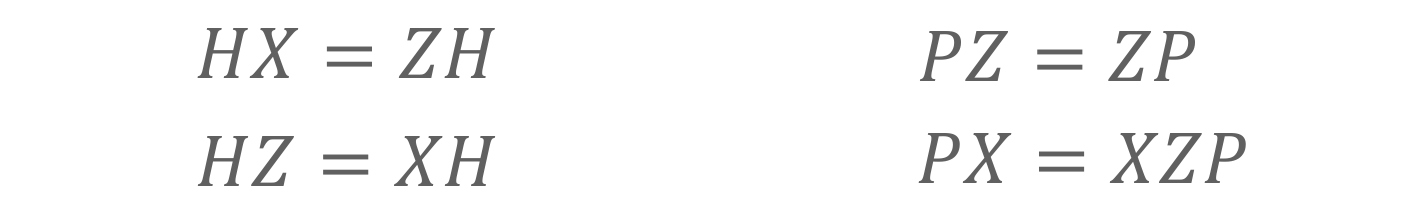 HX = ZH
HZ = XH
PZ = ZP
PX = XZP